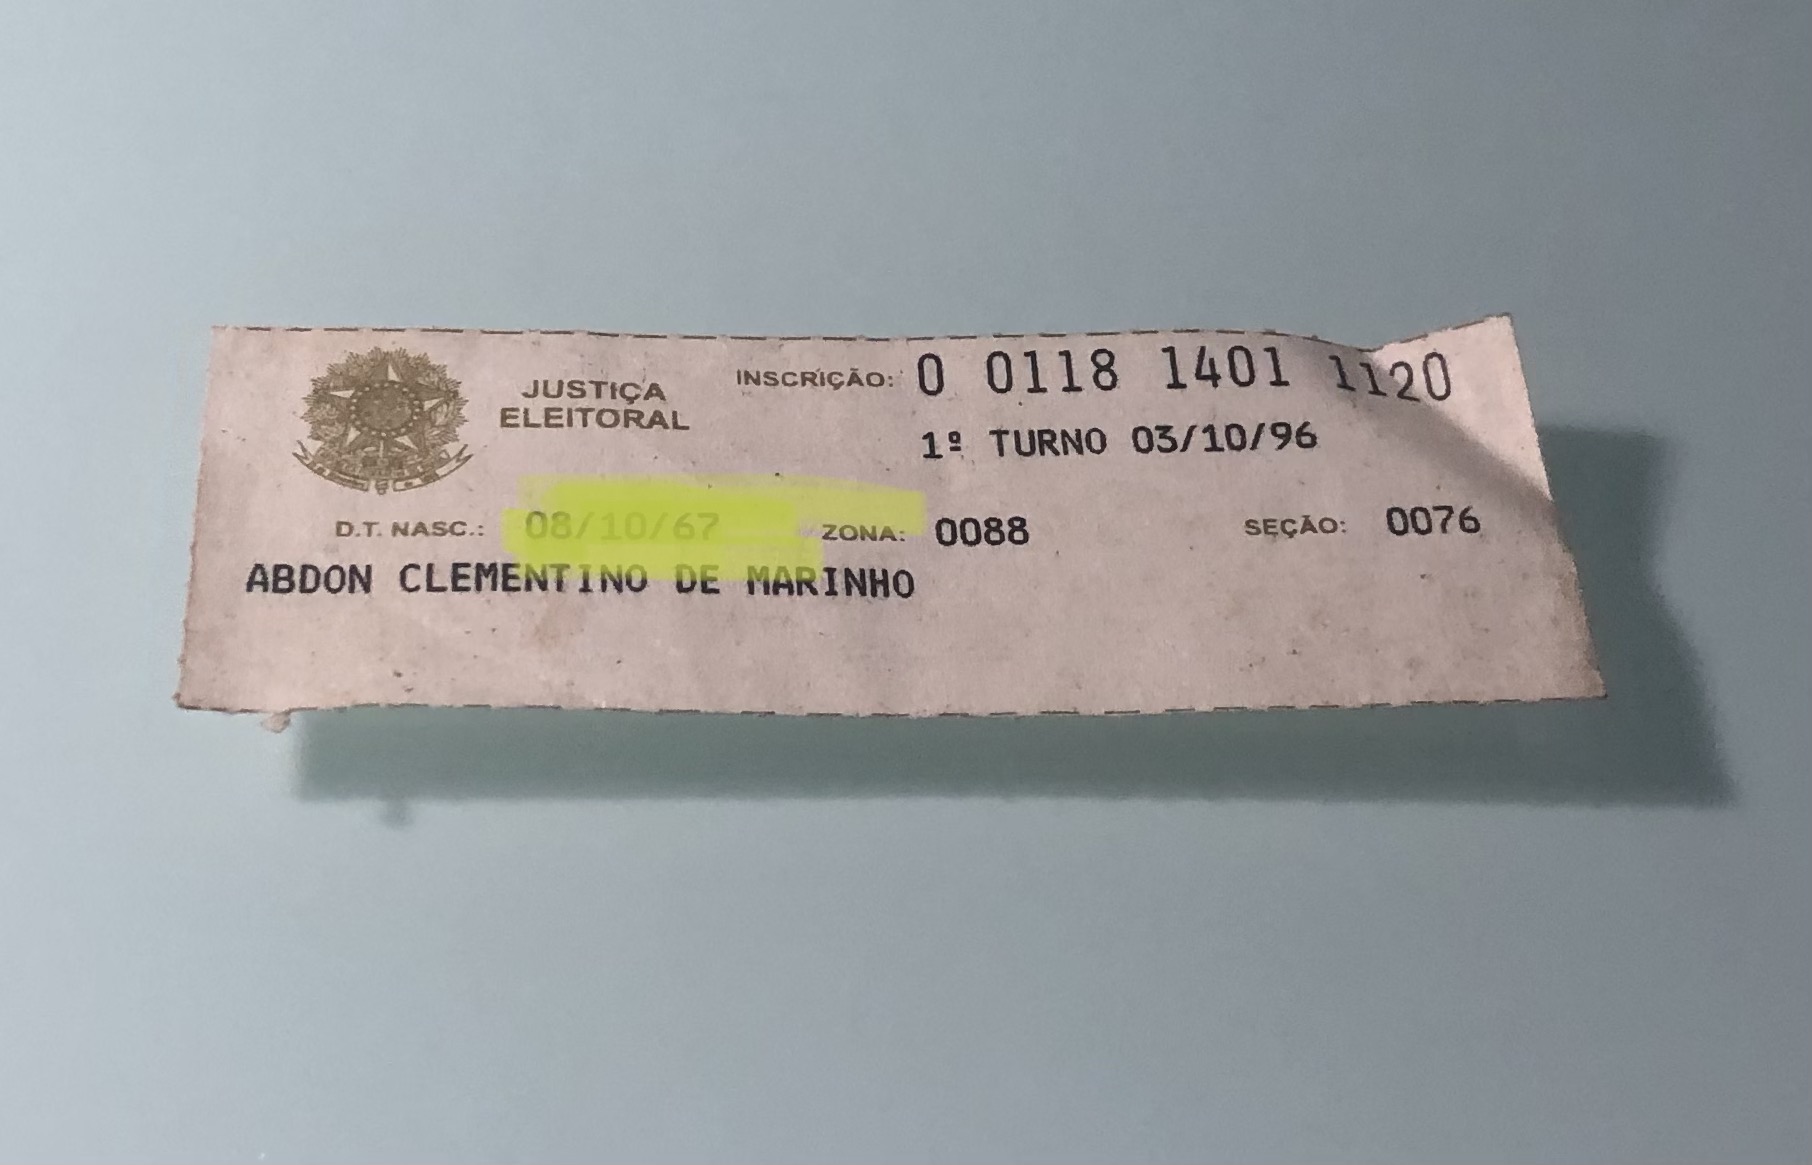 JUSTIÇA
ELEITORAL
INSCRIÇÃO: 0 0118 1401 1120
1º TURNO 03/10/96
D.T. NASC.: 08/10/67 ZONA: 0088 SEÇÃO: 0076
ABDON CLEMENTINO DE MARINHO